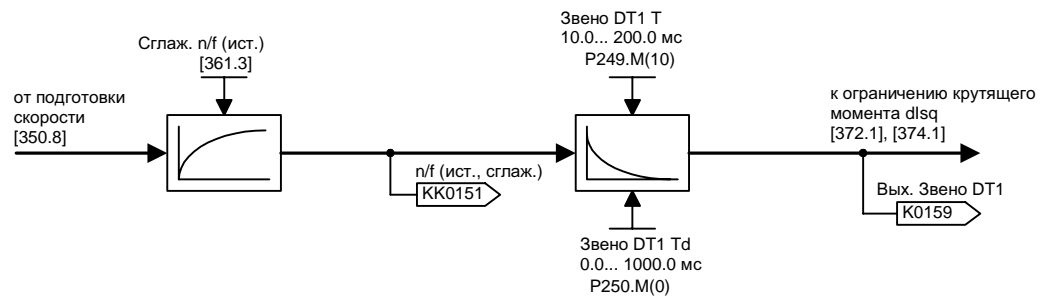 Звено DT1 T
10.0... 200.0 мс
P249.M(10)
Сглаж. n/f (ист.)
[361.3]
от подготовки
скорости
[350.8]
к ограничению крутящего
момента dIsq
[372.1], [374.1]
n/f (ист., сглаж.)
KK0151
Вых. Звено DT1
K0159
Звено DT1 Td
0.0... 1000.0 мс
P250.M(0)